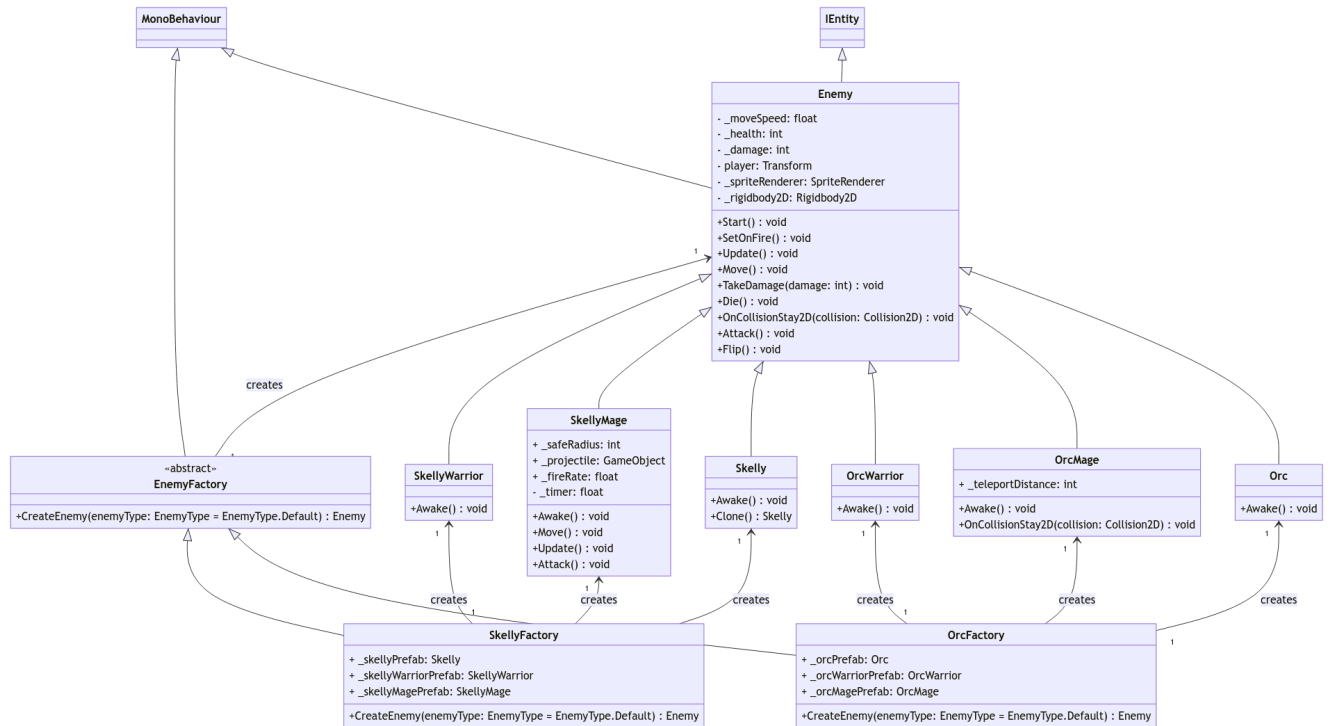 MonoBehaviour
IEntity
Enemy
- _moveSpeed: float
- _health: int
- _damage: int
- player: Transform
- _spriteRenderer: SpriteRenderer
- _rigidbody2D: Rigidbody2D
+Start() : void
+SetOnFire() : void
+Update() : void
+Move() : void
+TakeDamage(damage: int) : void
+Die() : void
+OnCollisionStay2D(collision: Collision2D) : void
+Attack() : void
+Flip() : void
1
creates
1
«abstract»
EnemyFactory
+CreateEnemy(enemyType: EnemyType = EnemyType.Default) : Enemy
SkellyWarrior
+Awake() : void
SkellyMage
+ _safeRadius: int
+ _projectile: GameObject
+ _fireRate: float
- _timer: float
+Awake() : void
+Move() : void
+Update() : void
+Attack() : void
Skelly
+Awake() : void
+Clone() : Skelly
OrcWarrior
+Awake() : void
OrcMage
+ _teleportDistance: int
+Awake() : void
+OnCollisionStay2D(collision: Collision2D) : void
Orc
+Awake() : void
1
1
1
1
1
1
creates
creates
creates
creates
creates
creates
1
1
1
SkellyFactory
+ _skellyPrefab: Skelly
+ _skellyWarriorPrefab: SkellyWarrior
+ _skellyMagePrefab: SkellyMage
+CreateEnemy(enemyType: EnemyType = EnemyType.Default) : Enemy
OrcFactory
+ _orcPrefab: Orc
+ _orcWarriorPrefab: OrcWarrior
+ _orcMagePrefab: OrcMage
+CreateEnemy(enemyType: EnemyType = EnemyType.Default) : Enemy